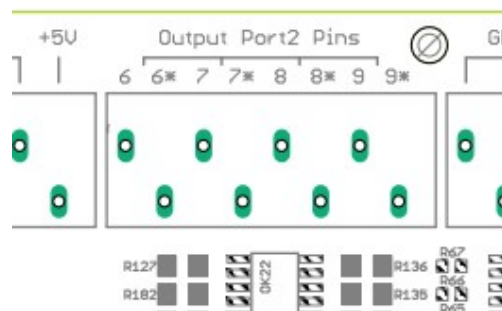 +5V Output Port2 Pins
6 6* 7 7* 8 8* 9 9*
R127 OK22 R136 R67
R66
R182 R135
R65